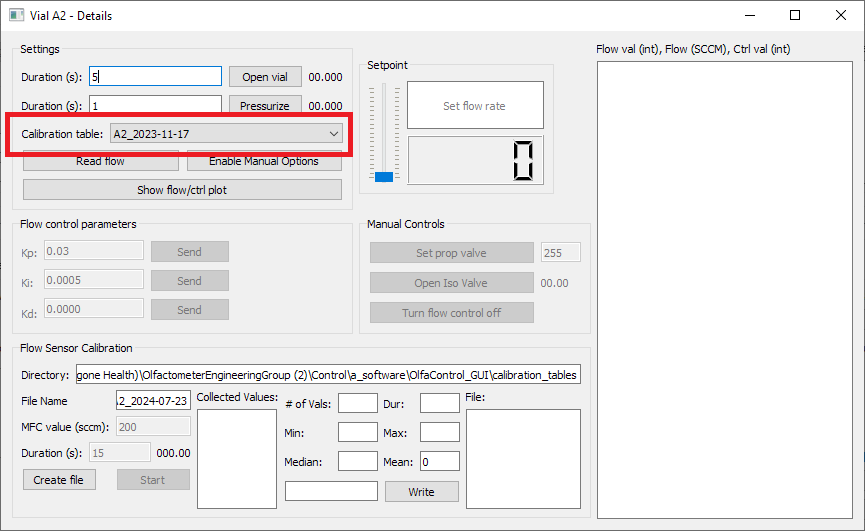 Vial A2 - Details
Settings
Duration (s): 5 Open vial 00.000
Duration (s): 1 Pressurize 00.000
Calibration table: A2_2023-11-17
Read flow Enable Manual Options
Show flow/ctrl plot
Setpoint
Set flow rate
0
Flow val (int), Flow (SCCM), Ctrl val (int)
Flow control parameters
Kp: 0.03 Send
Ki: 0.0005 Send
Kd: 0.0000 Send
Manual Controls
Set prop valve 255
Open Iso Valve 00.00
Turn flow control off
Flow Sensor Calibration
Directory: gone Health)\OlfactometerEngineeringGroup (2)\Control\a_software\OlfaControl_GUI\calibration_tables
File Name A2_2024-07-23
MFC value (sccm): 200
Duration (s): 15 000.00
Create file Start
Collected Values:
# of Vals: Dur:
Min: Max:
Median: Mean: 0
Write
File: